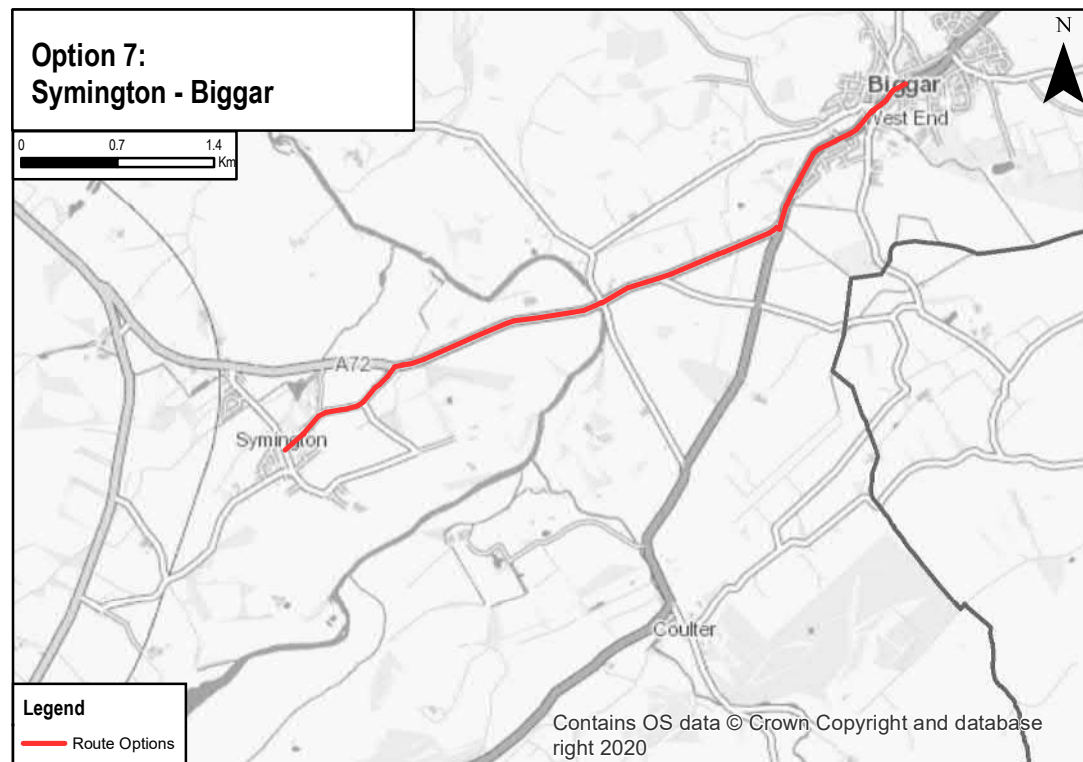 Option 7:
Symington - Biggar
N
0 0.7 1.4
Km
Biggar
West End
A72
Symington
Coulter
Legend
Route Options
Contains OS data © Crown Copyright and database
right 2020